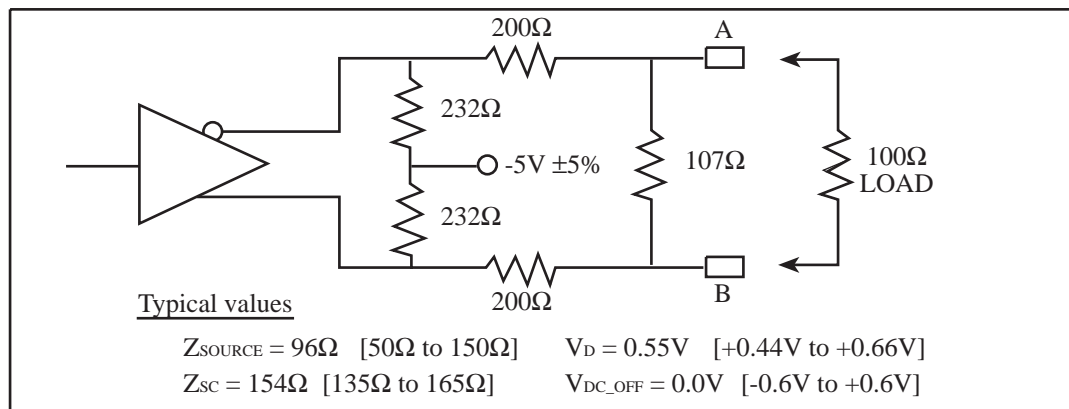 200Ω
A
232Ω
-5V ±5%
107Ω
100Ω
LOAD
232Ω
200Ω
B
Typical values
ZSOURCE = 96Ω [50Ω to 150Ω] VD = 0.55V [+0.44V to +0.66V]
ZSC = 154Ω [135Ω to 165Ω] VDC_OFF = 0.0V [-0.6V to +0.6V]